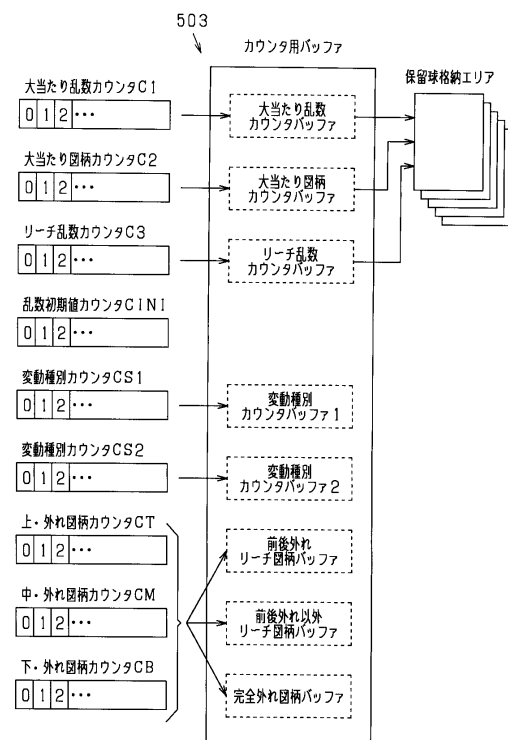 503
カウンタ用バッファ
保留球格納エリア
大当たり乱数カウンタC1
0 1 2 ･･･
大当たり乱数
カウンタバッファ
大当たり図柄カウンタC2
0 1 2 ･･･
大当たり図柄
カウンタバッファ
リーチ乱数カウンタC3
0 1 2 ･･･
リーチ乱数
カウンタバッファ
乱数初期値カウンタCINI
0 1 2 ･･･
変動種別カウンタCS1
0 1 2 ･･･
変動種別
カウンタバッファ1
変動種別カウンタCS2
0 1 2 ･･･
変動種別
カウンタバッファ2
上・外れ図柄カウンタCT
0 1 2 ･･･
前後外れ
リーチ図柄バッファ
中・外れ図柄カウンタCM
0 1 2 ･･･
前後外れ以外
リーチ図柄バッファ
下・外れ図柄カウンタCB
0 1 2 ･･･
完全外れ図柄バッファ